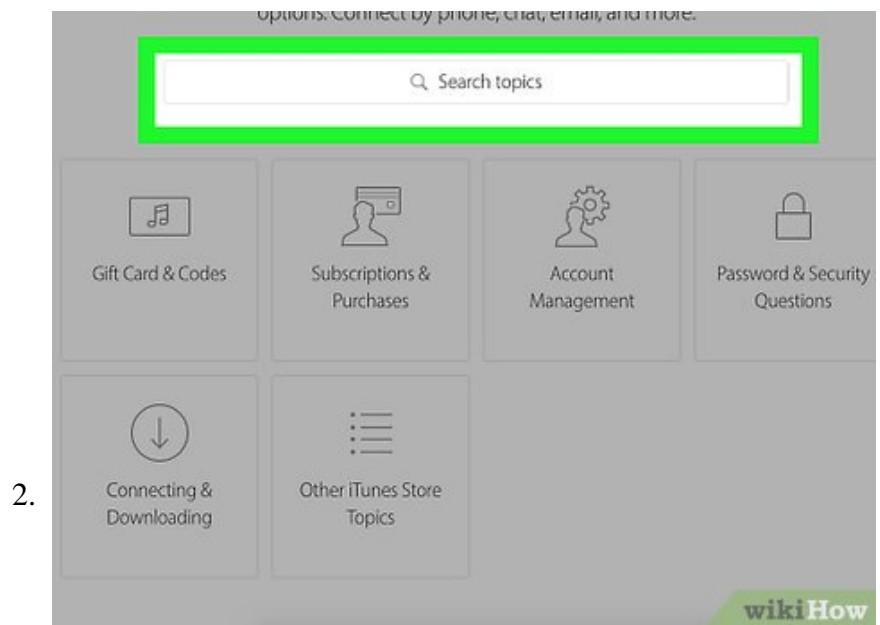 options. Connect by phone, chat, email, and more.
Search topics
Gift Card & Codes
Subscriptions &
Purchases
Account
Management
Password & Security
Questions
2.
Connecting &
Downloading
Other iTunes Store
Topics
wikiHow